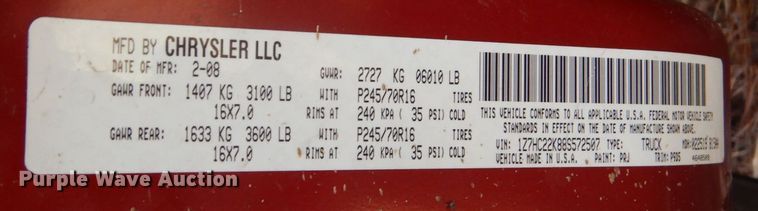 MFD BY CHRYSLER LLC
DATE OF MFR: 2-08 GVWR: 2727 KG 06010 LB
GAWR FRONT: 1407 KG 3100 LB WITH P245/70R16 TIRES
16X7.0 RIMS AT 240 KPA ( 35 PSI) COLD
GAWR REAR: 1633 KG 3600 LB WITH P245/70R16 TIRES
16X7.0 RIMS AT 240 KPA ( 35 PSI) COLD
THIS VEHICLE CONFORMS TO ALL APPLICABLE U.S.A. FEDERAL MOTOR VEHICLE SAFETY
STANDARDS IN EFFECT ON THE DATE OF MANUFACTURE SHOWN ABOVE.
VIN: 1Z7HC22K88S572507 TYPE: TRUCK MDH:
VEHICLE MADE IN U.S.A. PAINT: PRJ TRIM:
Purple Wave Auction